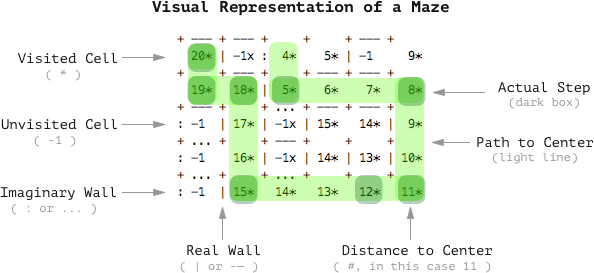 Visual Representation of a Maze
+ --- + --- + --- + --- + --- +
20* | -1x : 4* 5* | -1 9*
Visited Cell
( * )
+ --- + --- + + --- + --- +
19* | 18* | 5* 6* 7* 8*
Actual Step
(dark box)
+ --- + --- + ... + --- + --- +
Unvisited Cell
( -1 )
: -1 | 17* | -1x | 15* | 14* | 9*
+ ... + --- + --- + + +
: -1 16* | -1x | 14* | 13* | 10*
Path to Center
(light line)
+ ... + + ... + + +
Imaginary Wall
( : or ... )
: -1 | 15* 14* 13* 12* 11*
Real Wall
( | or -— )
Distance to Center
( #, in this case 11 )